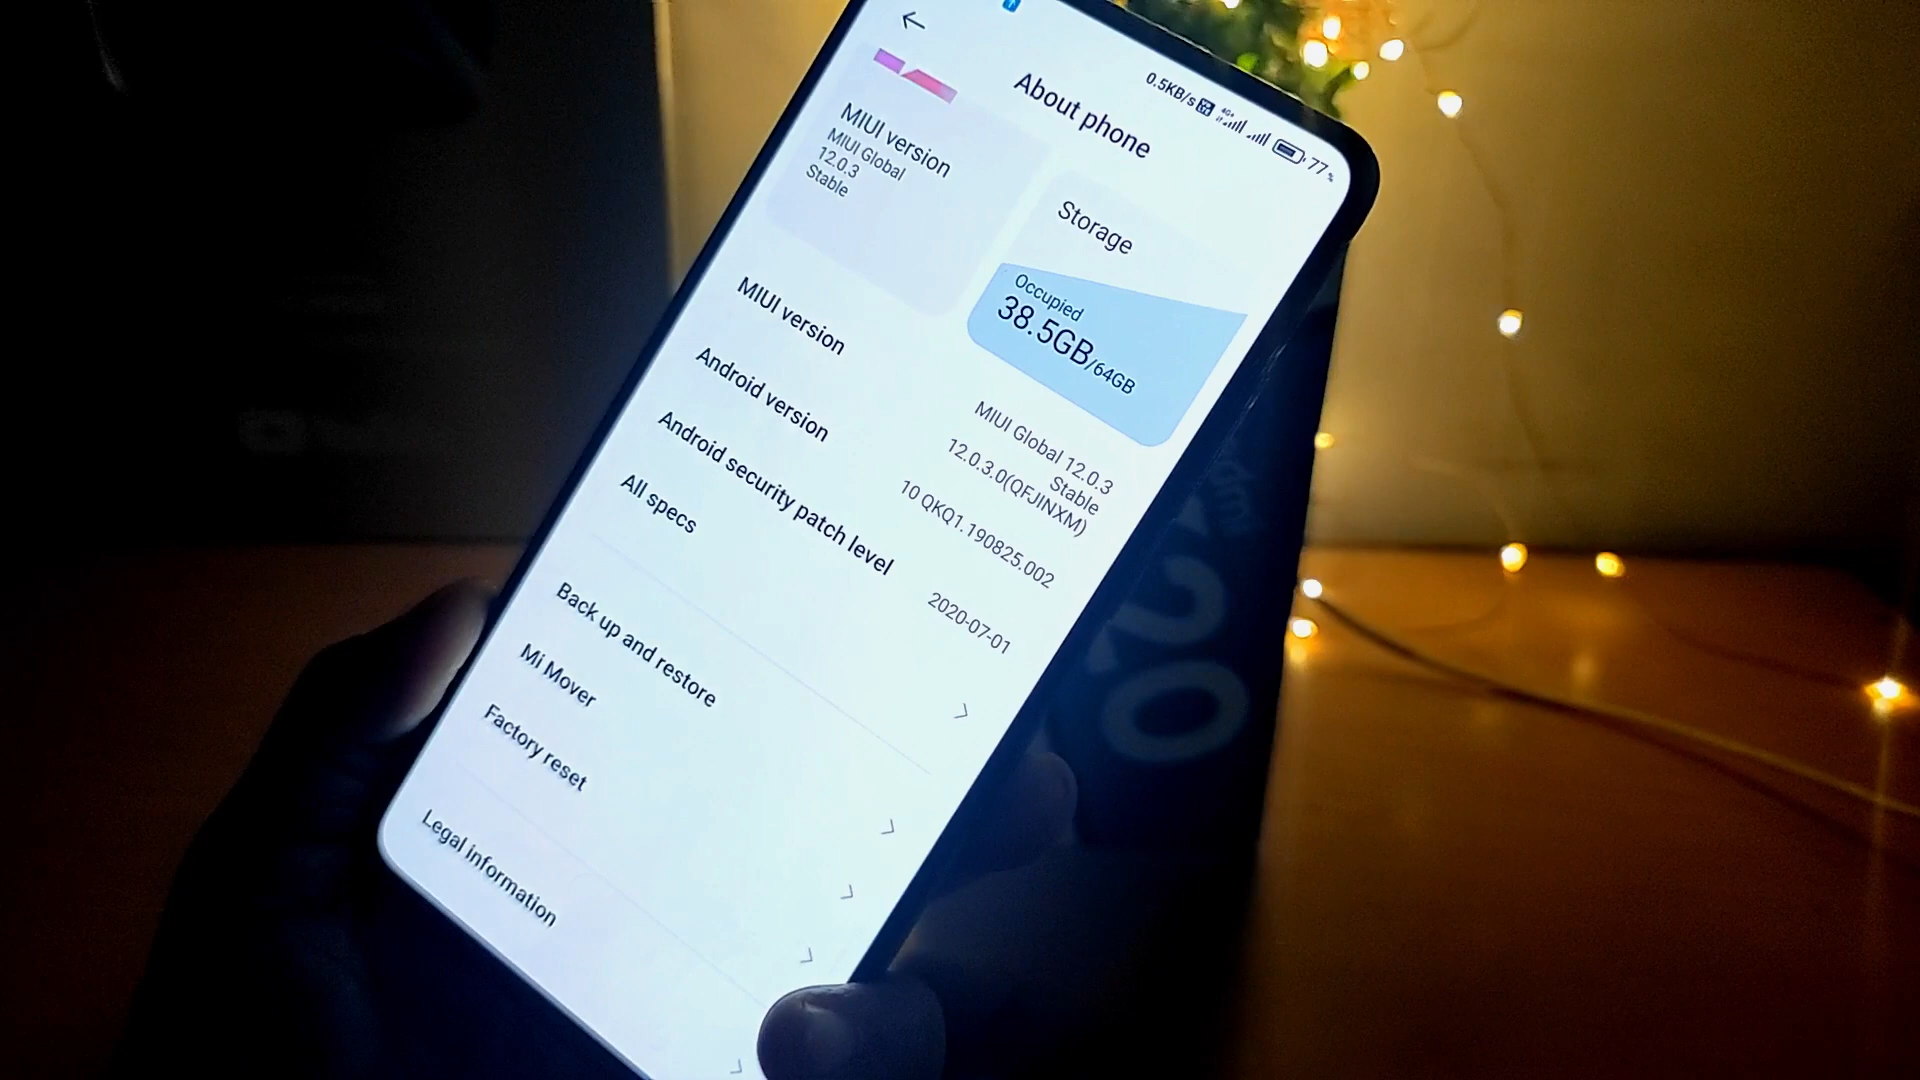 0.5KB/s 4G+ 77%
About phone
MIUI version
MIUI Global
12.0.3
Stable
Storage
Occupied
38.5GB/64GB
MIUI version
MIUI Global 12.0.3
Stable
12.0.3.0(QFJINXM)
Android version
10 QKQ1.190825.002
Android security patch level
2020-07-01
All specs
Back up and restore
Mi Mover
Factory reset
Legal information
20